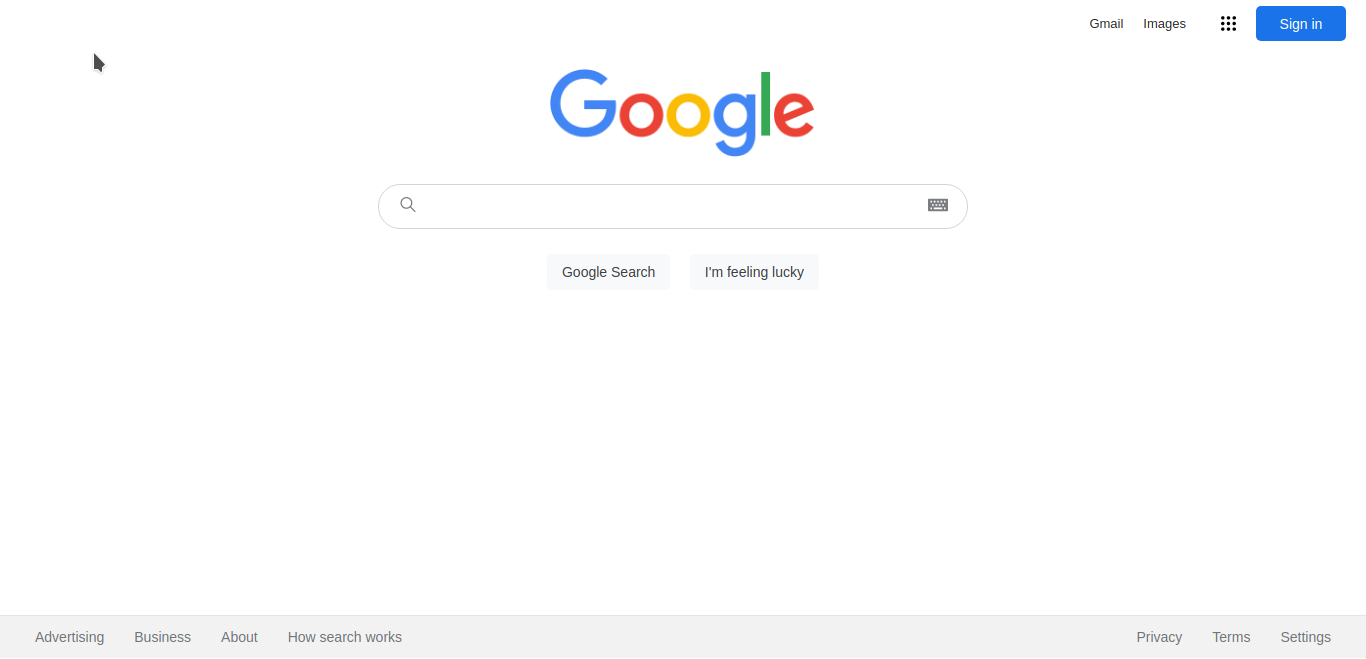 Gmail Images Sign in
Google
Google Search I'm feeling lucky
Advertising Business About How search works Privacy Terms Settings